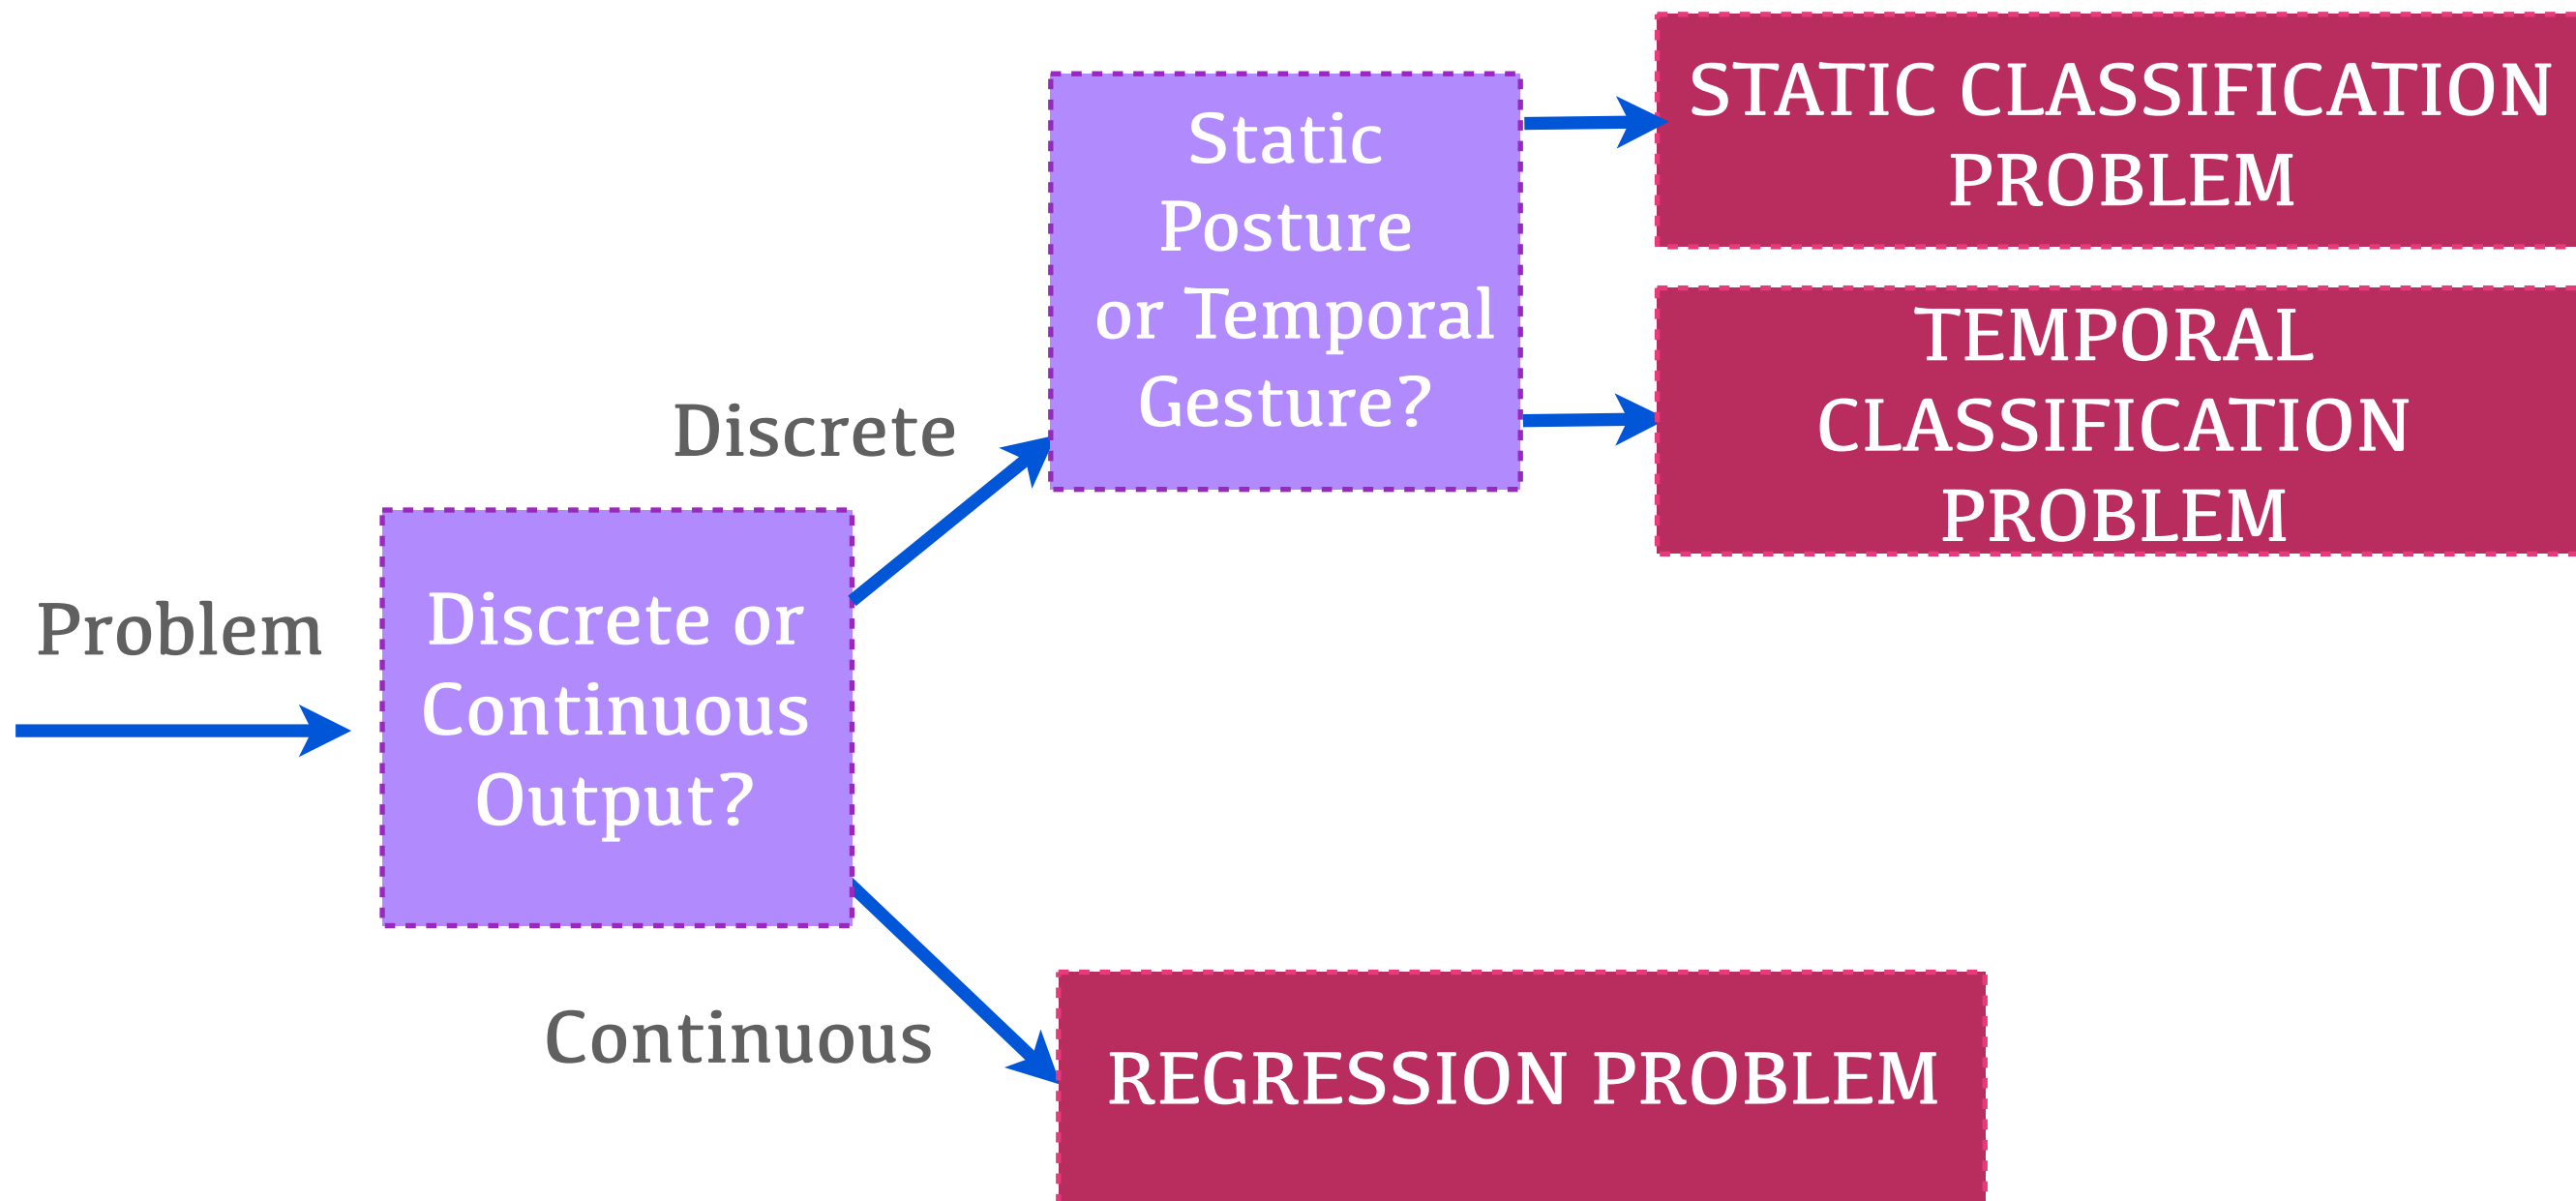 Problem
Discrete or
Continuous
Output?
Discrete
Static
Posture
or Temporal
Gesture?
STATIC CLASSIFICATION
PROBLEM
TEMPORAL
CLASSIFICATION
PROBLEM
Continuous
REGRESSION PROBLEM